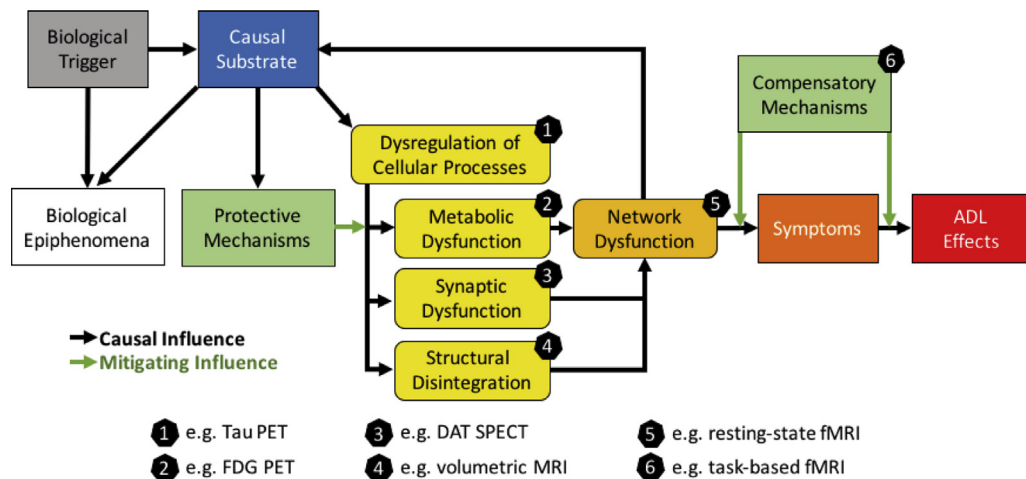 Biological
Trigger
Causal
Substrate
6
Compensatory
Mechanisms
1
Dysregulation of
Cellular Processes
Biological
Epiphenomena
Protective
Mechanisms
2
Metabolic
Dysfunction
5
Network
Dysfunction
Symptoms
ADL
Effects
3
Synaptic
Dysfunction
4
Structural
Disintegration
Causal Influence
Mitigating Influence
1 e.g. Tau PET
3 e.g. DAT SPECT
5 e.g. resting-state fMRI
2 e.g. FDG PET
4 e.g. volumetric MRI
6 e.g. task-based fMRI